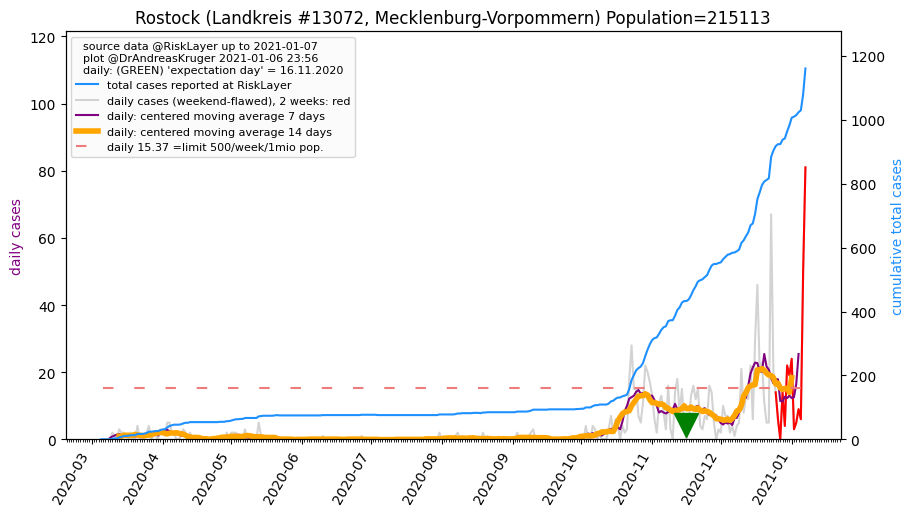 Rostock (Landkreis #13072, Mecklenburg-Vorpommern) Population=215113
source data @RiskLayer up to 2021-01-07
plot @DrAndreasKruger 2021-01-06 23:56
daily: (GREEN) 'expectation day' = 16.11.2020
total cases reported at RiskLayer
daily cases (weekend-flawed), 2 weeks: red
daily: centered moving average 7 days
daily: centered moving average 14 days
daily 15.37 =limit 500/week/1mio pop.
daily cases
120
100
80
60
40
20
0
cumulative total cases
1200
1000
800
600
400
200
0
2020-03
2020-04
2020-05
2020-06
2020-07
2020-08
2020-09
2020-10
2020-11
2020-12
2021-01